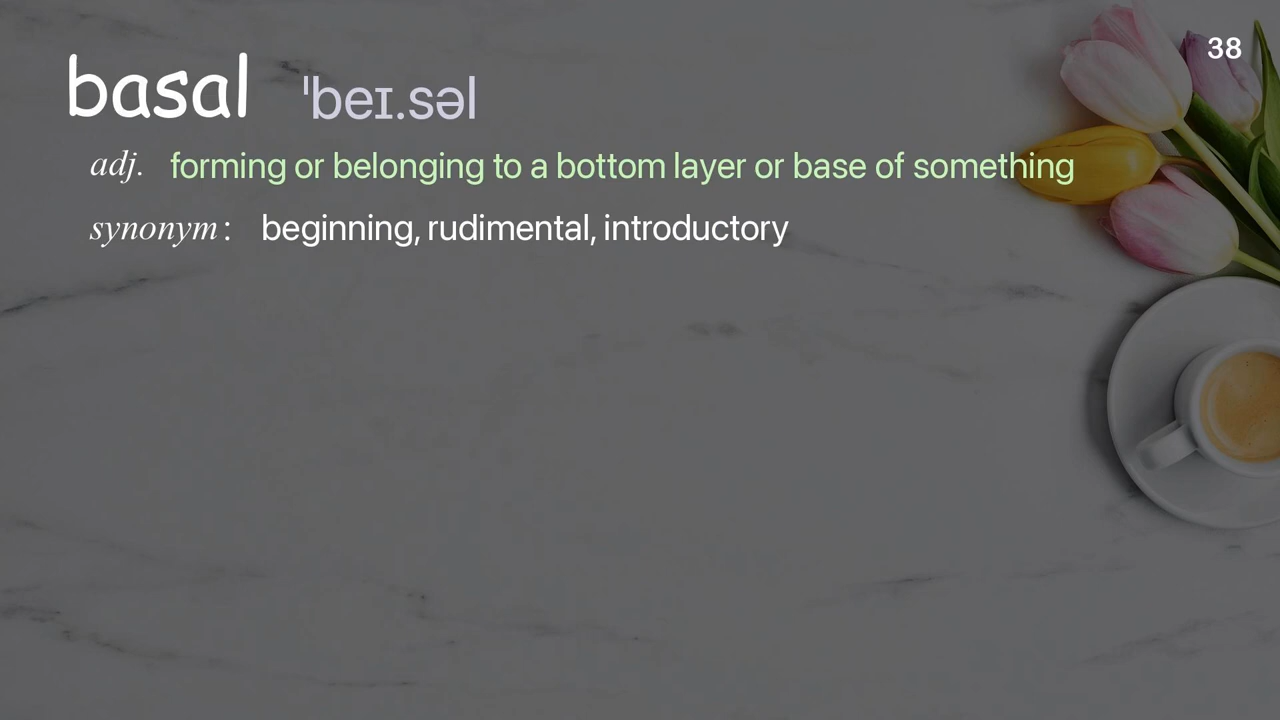 38
basal ˈbeɪ.səl
adj. forming or belonging to a bottom layer or base of something
synonym: beginning, rudimental, introductory